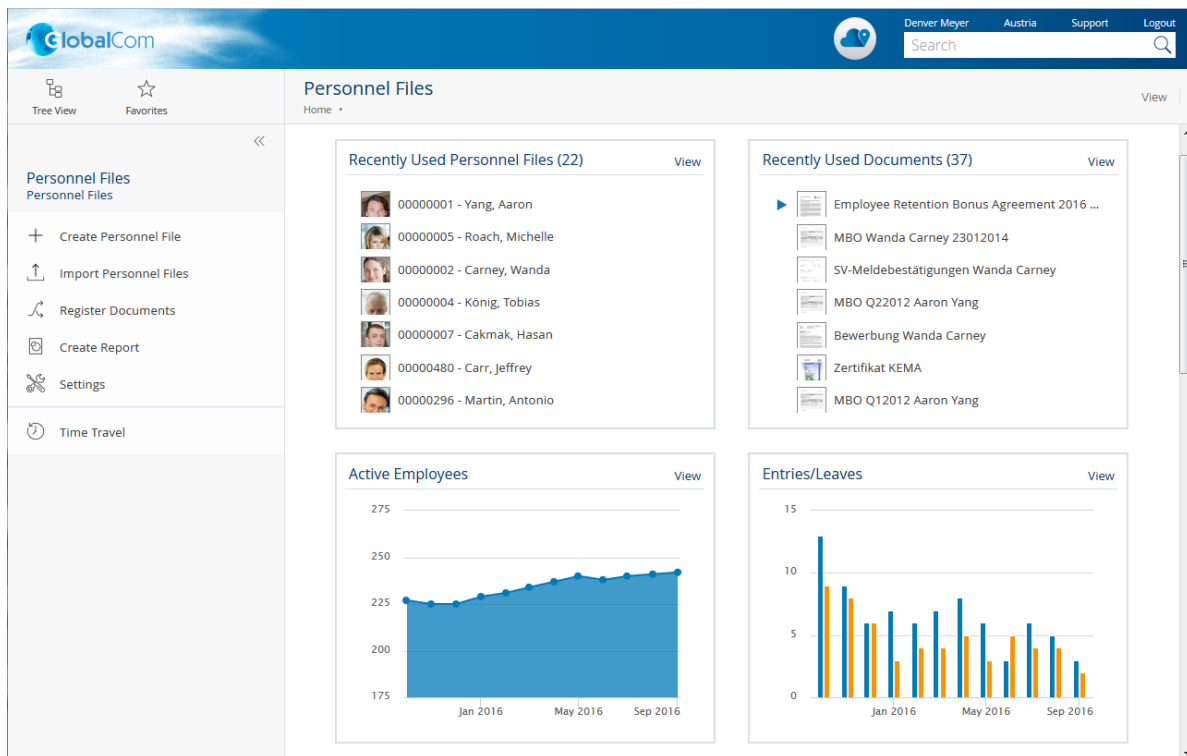 GlobalCom
Denver Meyer Austria Support Logout
Search
Tree View Favorites
Personnel Files
Home •
View
Personnel Files
Personnel Files
Create Personnel File
Import Personnel Files
Register Documents
Create Report
Settings
Time Travel
Recently Used Personnel Files (22) View
00000001 - Yang, Aaron
00000005 - Roach, Michelle
00000002 - Carney, Wanda
00000004 - König, Tobias
00000007 - Cakmak, Hasan
00000480 - Carr, Jeffrey
00000296 - Martin, Antonio
Recently Used Documents (37) View
Employee Retention Bonus Agreement 2016 ...
MBO Wanda Carney 23012014
SV-Meldebestätigungen Wanda Carney
MBO Q22012 Aaron Yang
Bewerbung Wanda Carney
Zertifikat KEMA
MBO Q12012 Aaron Yang
Active Employees View
275
250
225
200
175
Jan 2016 May 2016 Sep 2016
Entries/Leaves View
15
10
5
0
Jan 2016 May 2016 Sep 2016